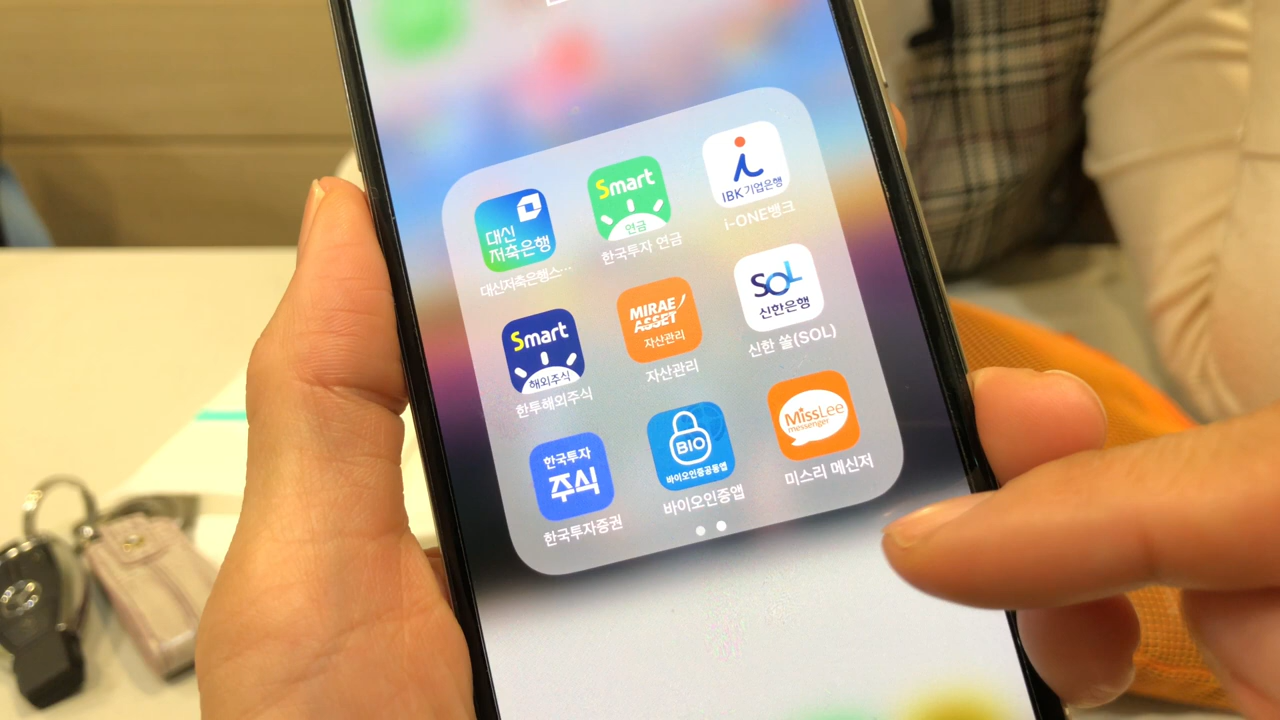 대신
저축은행
대신저축은행스...
Smart
연금
한국투자 연금
i
IBK기업은행
i-ONE뱅크
Smart
해외주식
한투해외주식
MIRAE
ASSET
자산관리
자산관리
SOL
신한은행
신한 쏠(SOL)
한국투자
주식
한국투자증권
BIO
바이오인증공동앱
바이오인증앱
MissLee
messenger
미스리 메신저